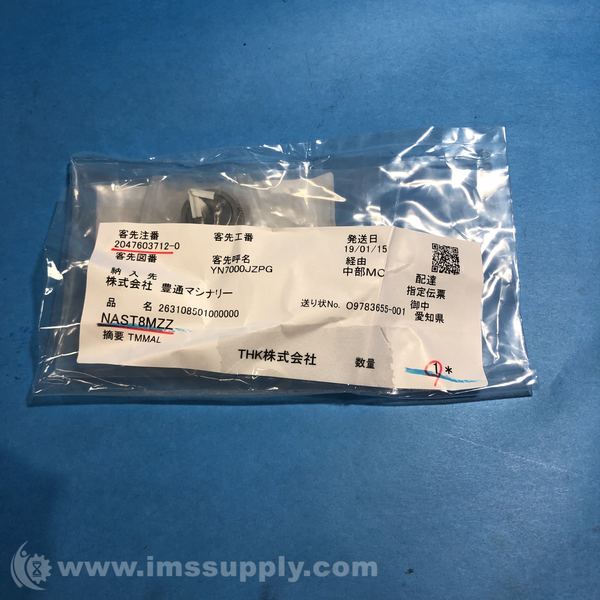 客先注番 客先工番 発送日
2047603712-0 19/01/15
客先図番 客先呼名 経由 配達
YN7000JZPG 中部MC 指定伝票
納入先 御中
株式会社 豊通マシナリー 送り状No. O9783655-001 愛知県
品名 263108501000000
NAST8MZZ
摘要 TMMAL
THK株式会社 数量 1*
www.imssupply.com